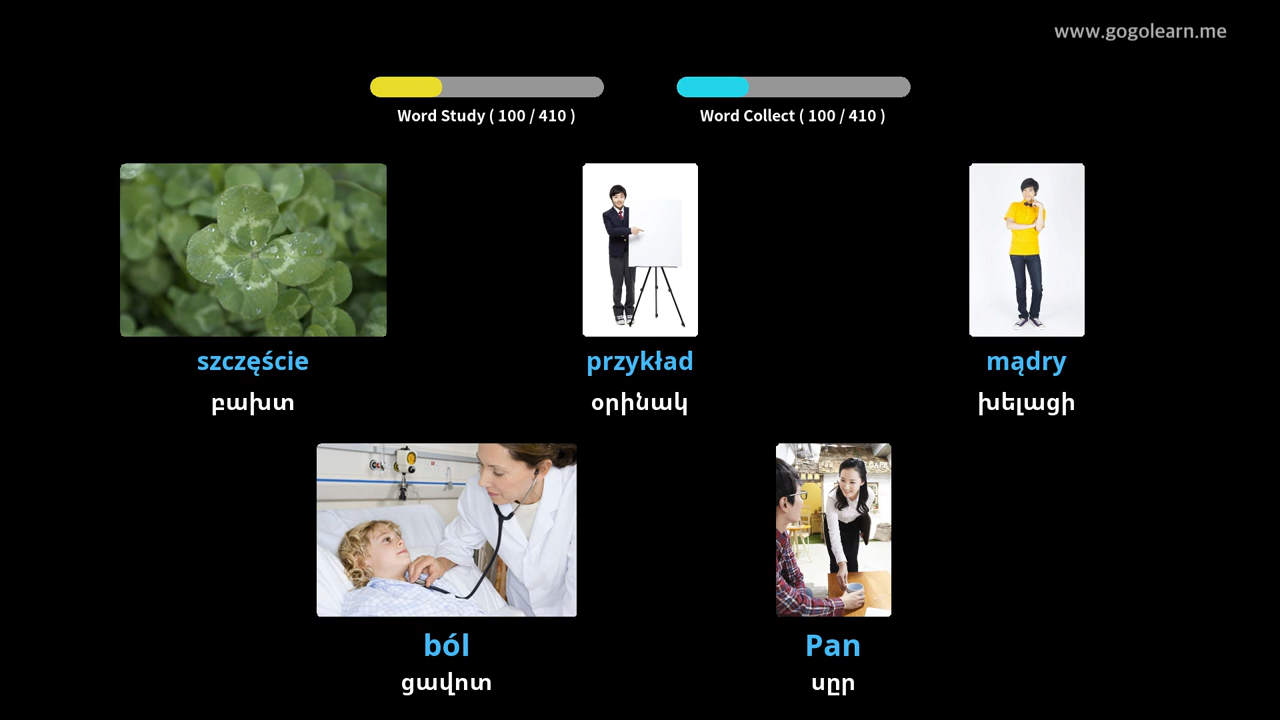 www.gogolearn.me
Word Study ( 100 / 410 )
Word Collect ( 100 / 410 )
szczęście
բախտ
przykład
օրինակ
mądry
խելացի
ból
ցավոտ
Pan
սըր